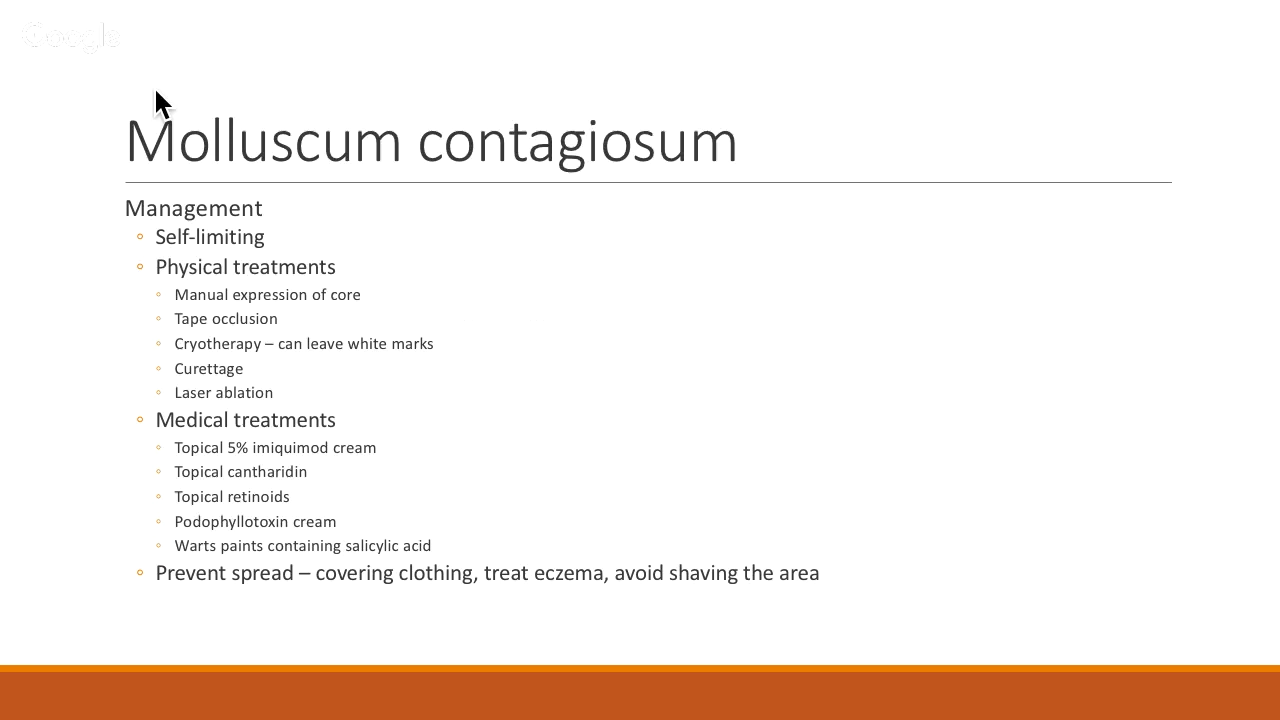 Google
Molluscum contagiosum
Management
◦ Self-limiting
◦ Physical treatments
◦ Manual expression of core
◦ Tape occlusion
◦ Cryotherapy – can leave white marks
◦ Curettage
◦ Laser ablation
◦ Medical treatments
◦ Topical 5% imiquimod cream
◦ Topical cantharidin
◦ Topical retinoids
◦ Podophyllotoxin cream
◦ Warts paints containing salicylic acid
◦ Prevent spread – covering clothing, treat eczema, avoid shaving the area